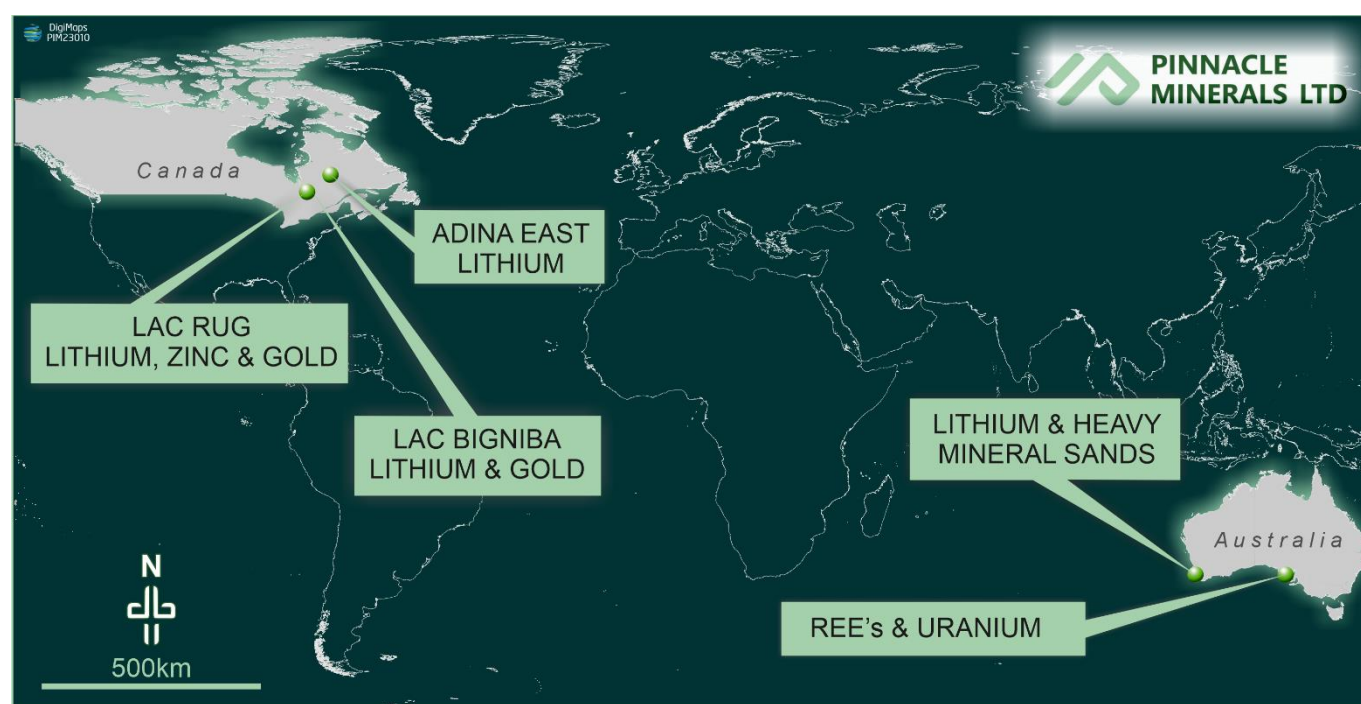 DigiMaps
PIM23010
PINNACLE
MINERALS LTD
Canada
ADINA EAST
LITHIUM
LAC RUG
LITHIUM, ZINC & GOLD
LAC BIGNIBA
LITHIUM & GOLD
LITHIUM & HEAVY
MINERAL SANDS
Australia
REE's & URANIUM
N
500km